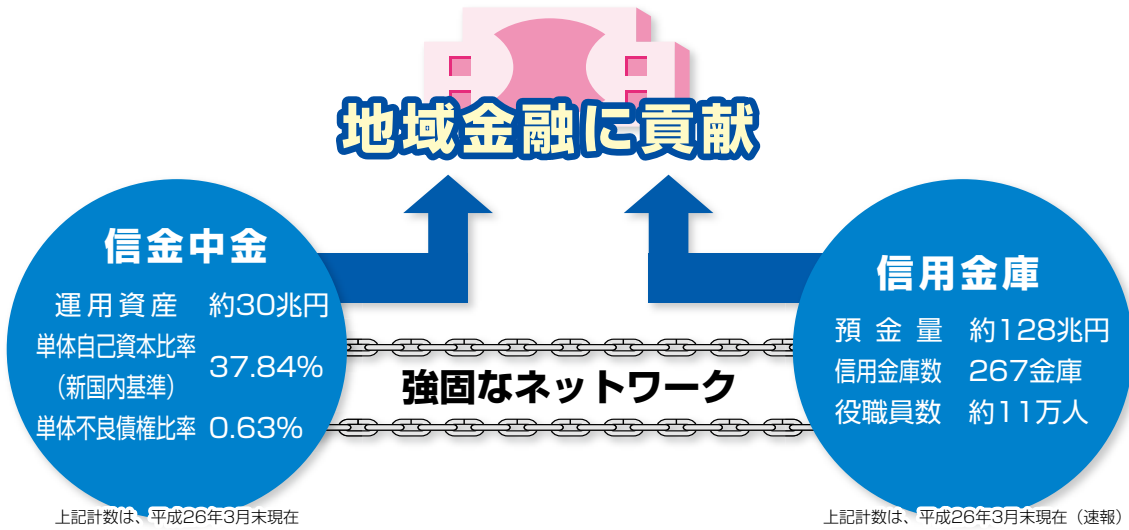 地域金融に貢献
信金中金
運用資産 約30兆円
単体自己資本比率
(新国内基準)
37.84%
単体不良債権比率 0.63%
上記計数は、平成26年3月末現在
強固なネットワーク
信用金庫
預金量 約128兆円
信用金庫数 267金庫
役職員数 約11万人
上記計数は、平成26年3月末現在（速報）